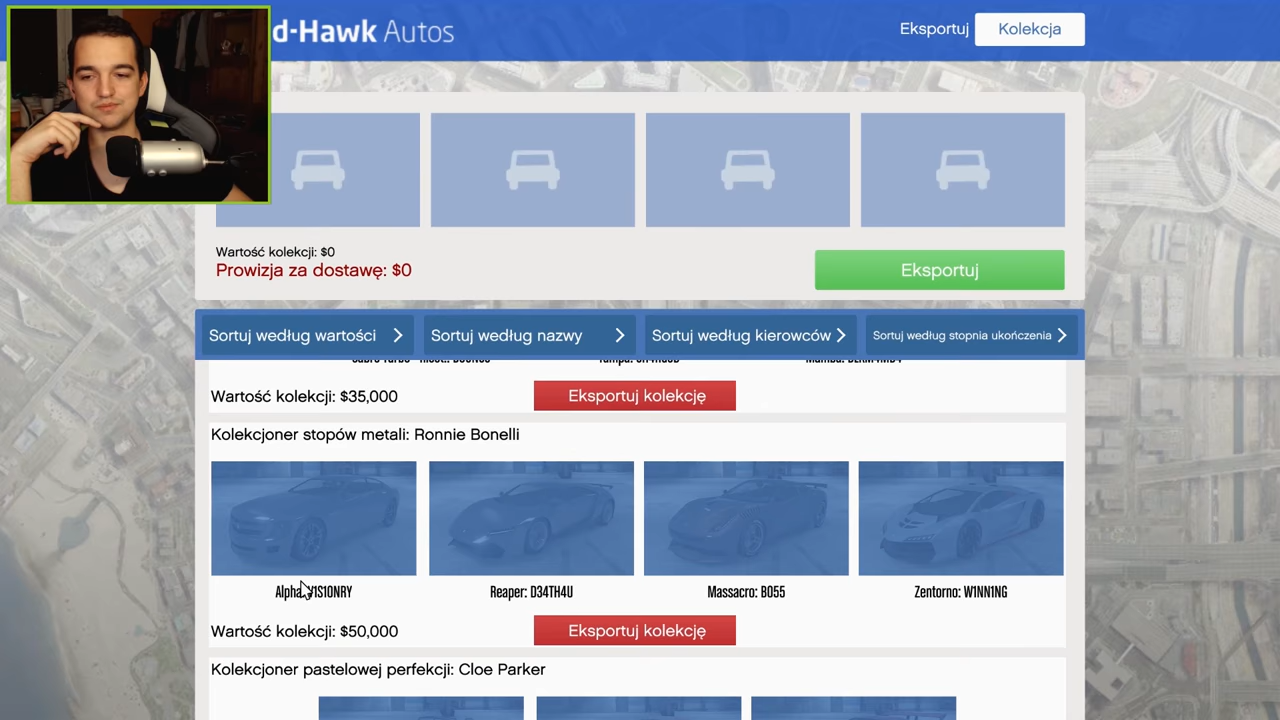 d-Hawk Autos
Eksportuj
Kolekcja
Wartość kolekcji: $0
Prowizja za dostawę: $0
Eksportuj
Sortuj według wartości
Sortuj według nazwy
Sortuj według kierowców
Sortuj według stopnia ukończenia
Wartość kolekcji: $35,000
Eksportuj kolekcję
Kolekcjoner stopów metali: Ronnie Bonelli
Alpha: V1S10NRY
Reaper: D34TH4U
Massacro: B055
Zentorno: W1NN1NG
Wartość kolekcji: $50,000
Eksportuj kolekcję
Kolekcjoner pastelowej perfekcji: Cloe Parker